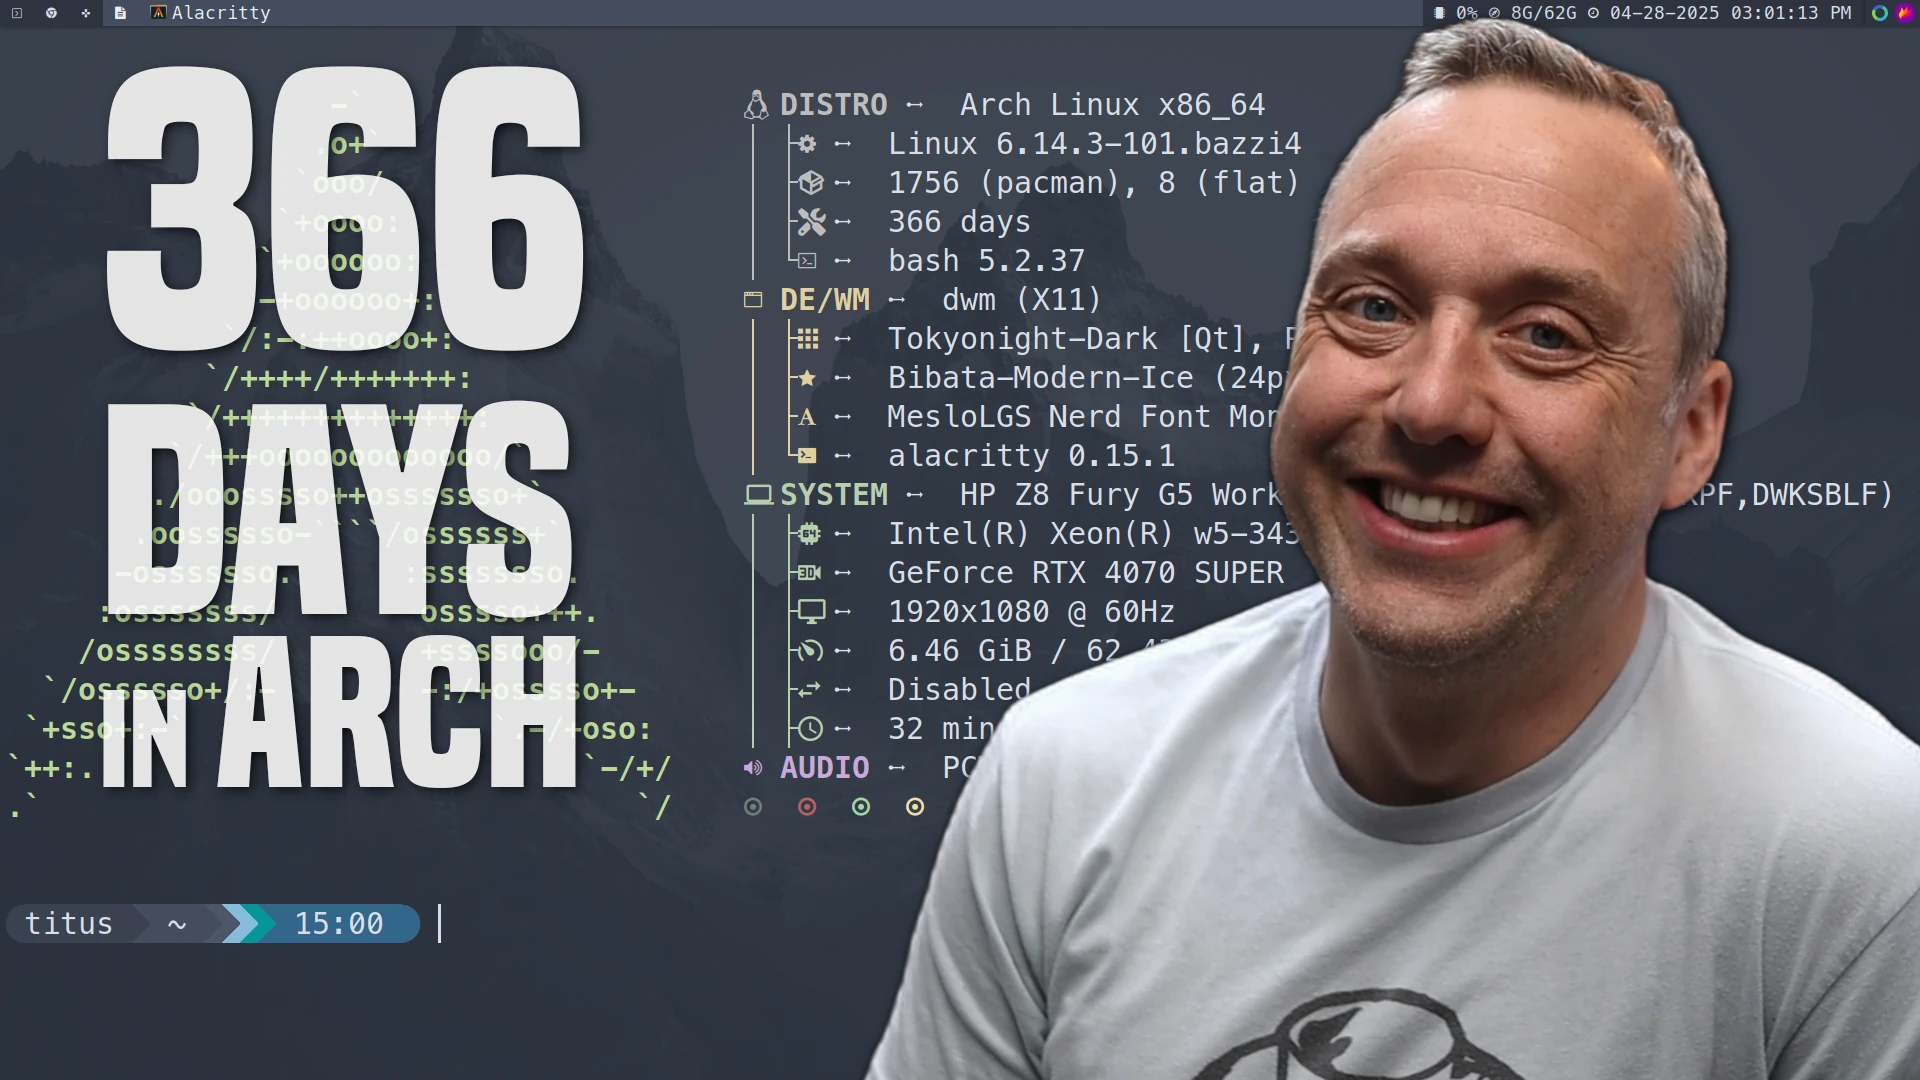 Alacritty
0% 8G/62G 04-28-2025 03:01:13 PM
366
DAYS
IN ARCH
DISTRO Arch Linux x86_64
Linux 6.14.3-101.bazzi4
1756 (pacman), 8 (flat)
366 days
bash 5.2.37
DE/WM dwm (X11)
Tokyonight-Dark [Qt],
Bibata-Modern-Ice (24p
MesloLGS Nerd Font Mon
alacritty 0.15.1
SYSTEM HP Z8 Fury G5 Work PF,DWKSBLF)
Intel(R) Xeon(R) w5-343
GeForce RTX 4070 SUPER
1920x1080 @ 60Hz
6.46 GiB / 62.4
Disabled
32 min
AUDIO PC
titus ~ 15:00